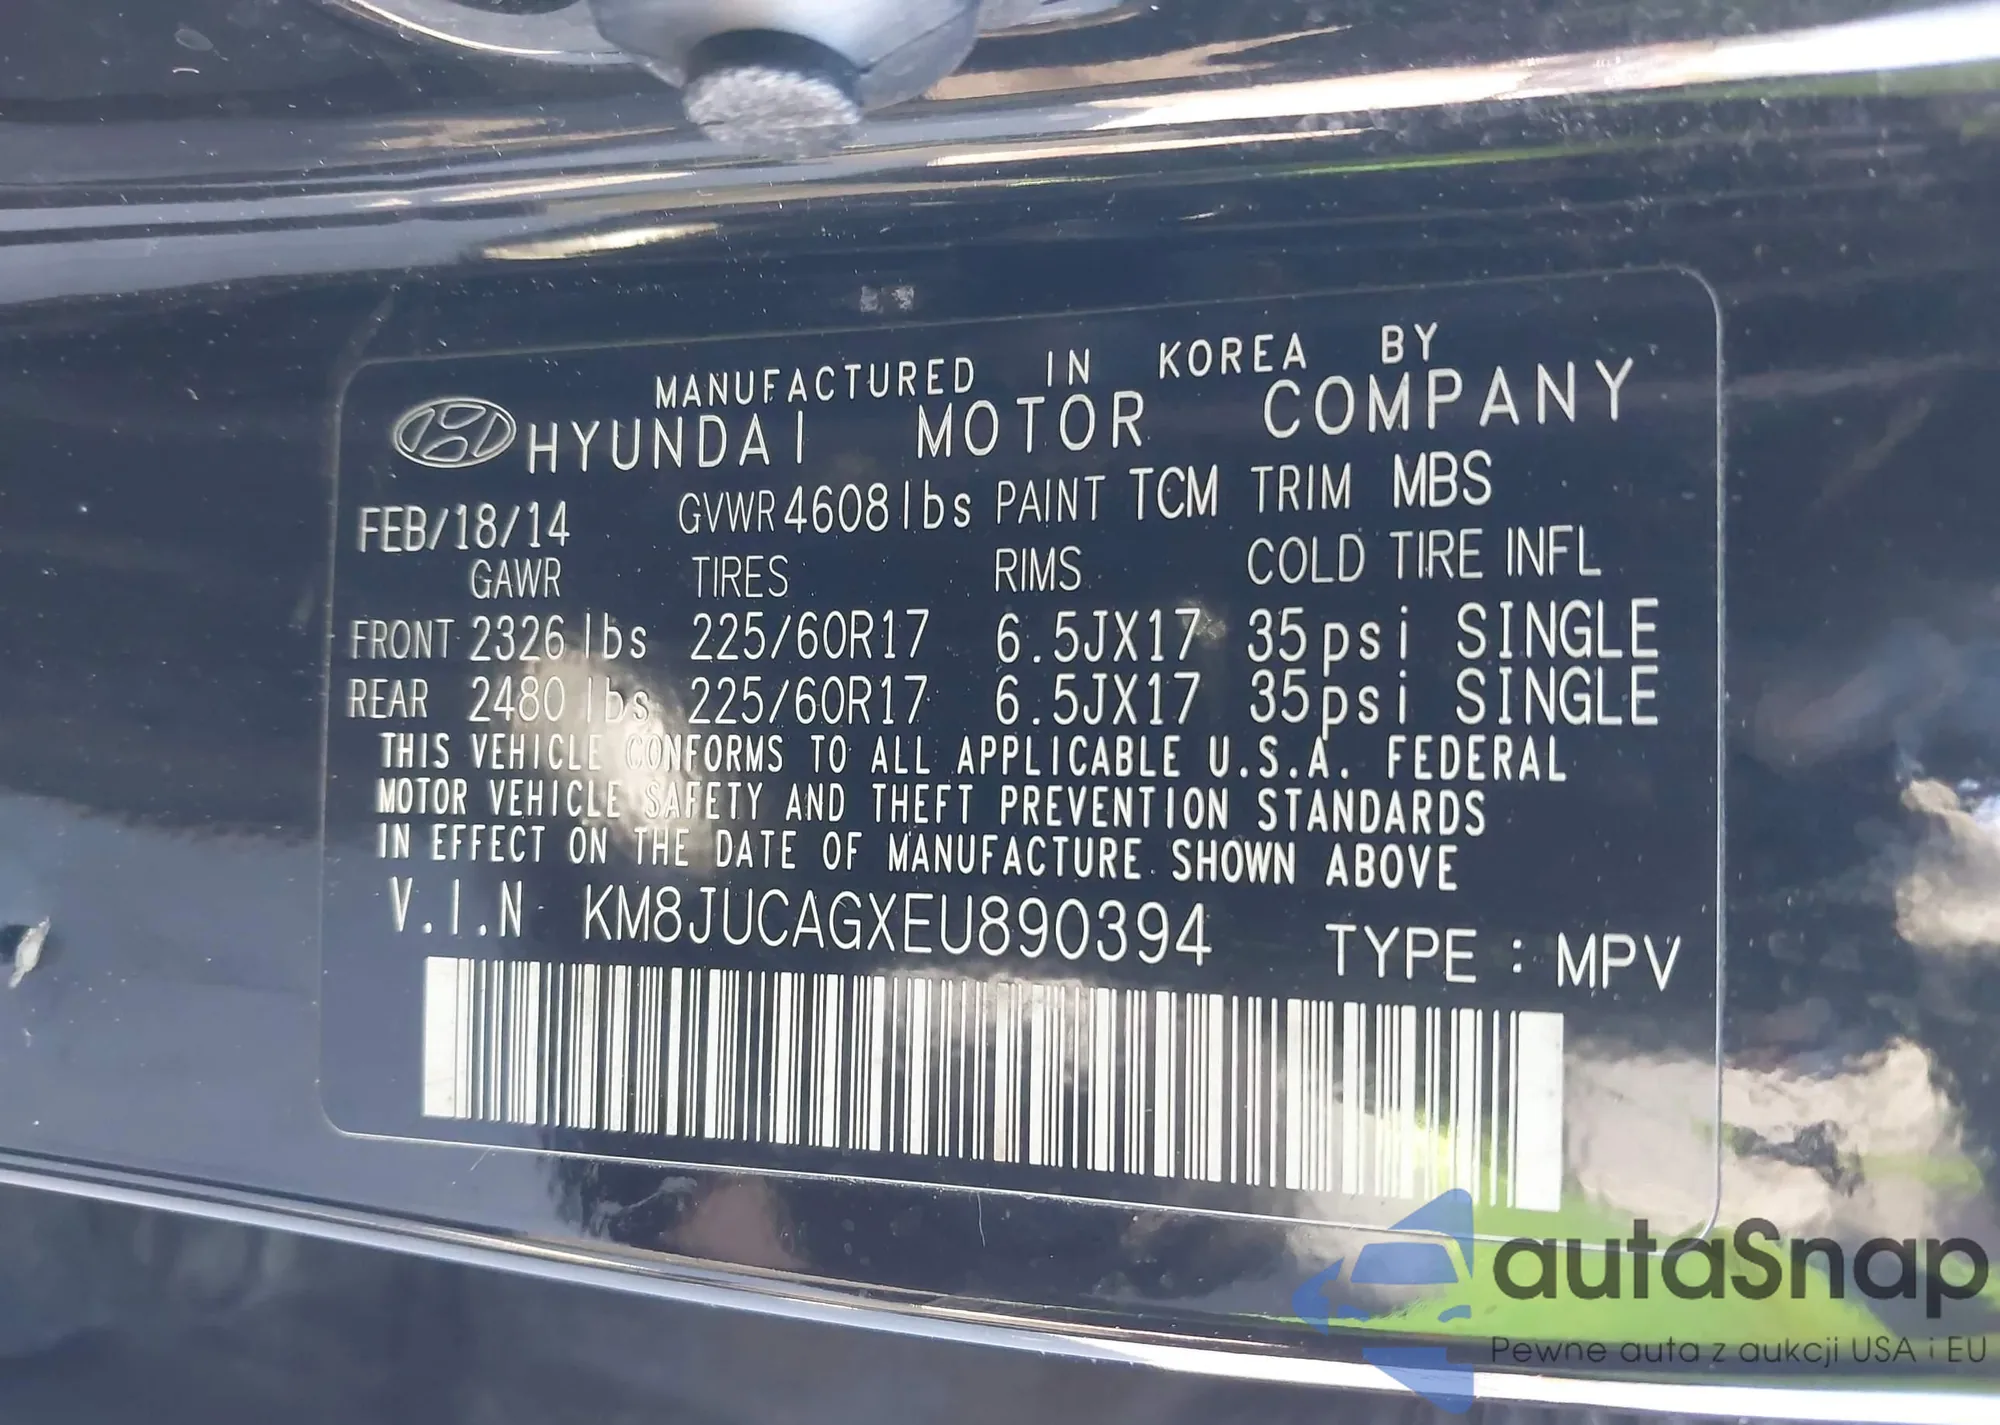 MANUFACTURED IN KOREA BY
HYUNDAI MOTOR COMPANY
FEB/18/14 GVWR 4608 lbs PAINT TCM TRIM MBS
GAWR TIRES RIMS COLD TIRE INFL
FRONT 2326 lbs 225/60R17 6.5JX17 35psi SINGLE
REAR 2480 lbs 225/60R17 6.5JX17 35psi SINGLE
THIS VEHICLE CONFORMS TO ALL APPLICABLE U.S.A. FEDERAL
MOTOR VEHICLE SAFETY AND THEFT PREVENTION STANDARDS
IN EFFECT ON THE DATE OF MANUFACTURE SHOWN ABOVE
V.I.N KM8JUCAGXEU890394 TYPE : MPV
autaSnap
Pewne auta z aukcji USA i EU